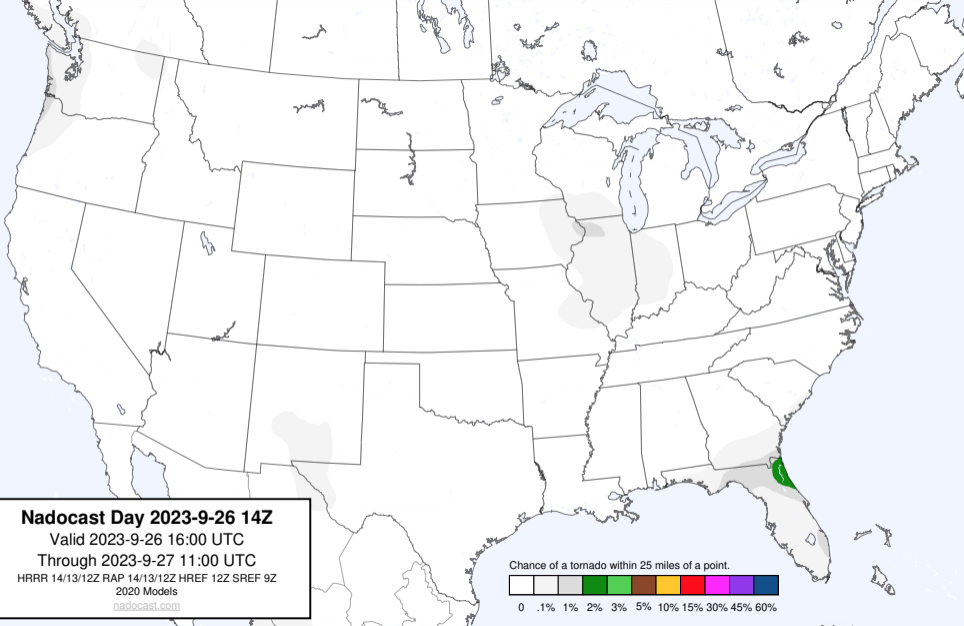 Nadocast Day 2023-9-26 14Z
Valid 2023-9-26 16:00 UTC
Through 2023-9-27 11:00 UTC
HRRR 14/13/12Z RAP 14/13/12Z HREF 12Z SREF 9Z
2020 Models
nadocast.com
Chance of a tornado within 25 miles of a point.
0 .1% 1% 2% 3% 5% 10% 15% 30% 45% 60%